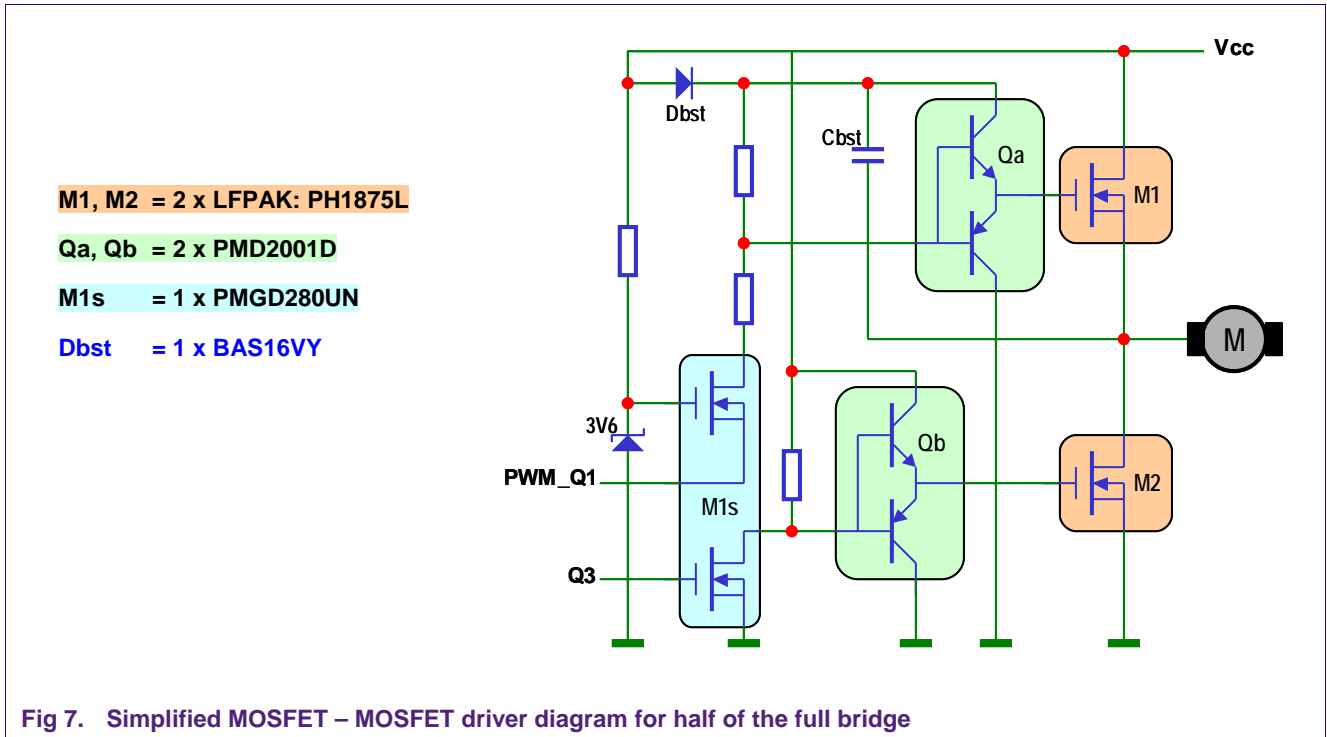 Vcc
Dbst
Cbst
Qa
M1
M1, M2 = 2 x LFPAK: PH1875L
Qa, Qb = 2 x PMD2001D
M1s = 1 x PMGD280UN
Dbst = 1 x BAS16VY
M
3V6
Qb
PWM_Q1
M1s
M2
Q3
Fig 7. Simplified MOSFET – MOSFET driver diagram for half of the full bridge